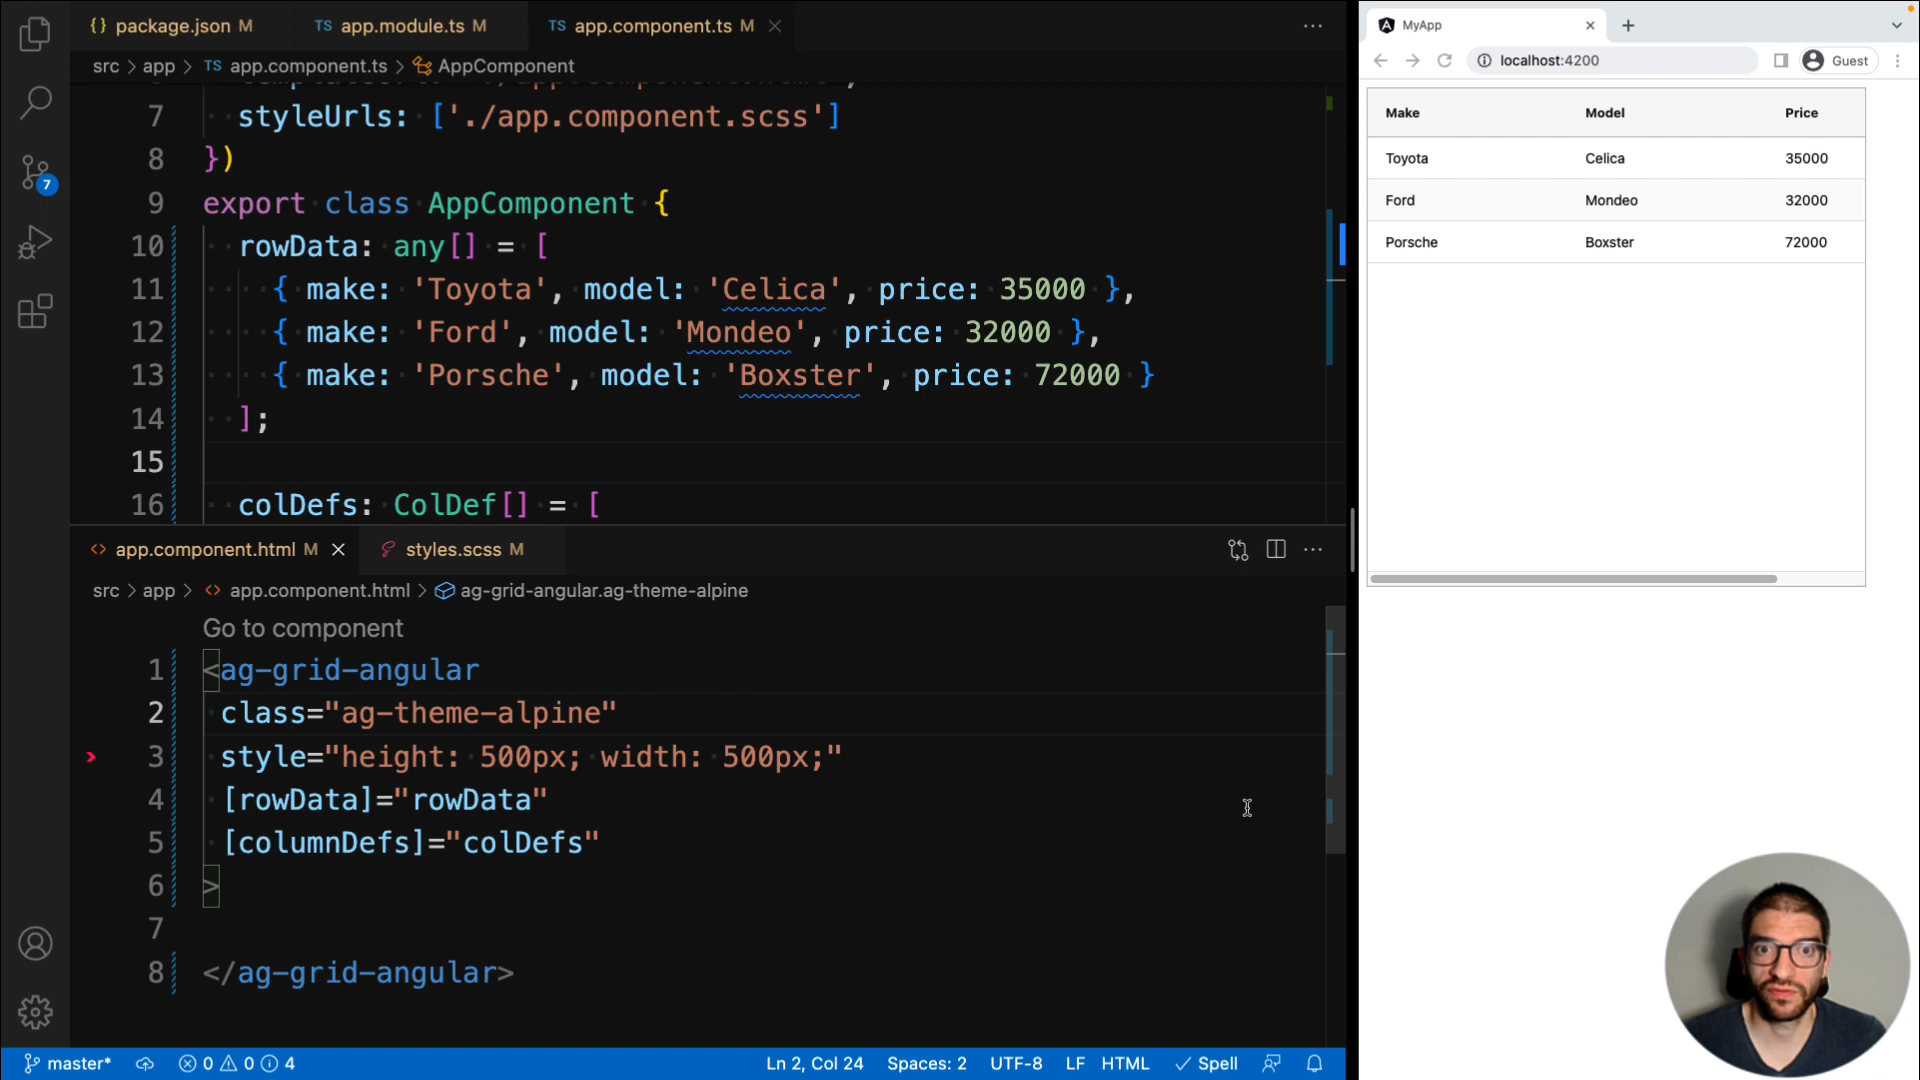 {} package.json M
TS app.module.ts M
TS app.component.ts M
src > app > TS app.component.ts > AppComponent
7 styleUrls: ['./app.component.scss']
8 })
9 export class AppComponent {
10 rowData: any[] = [
11 { make: 'Toyota', model: 'Celica', price: 35000 },
12 { make: 'Ford', model: 'Mondeo', price: 32000 },
13 { make: 'Porsche', model: 'Boxster', price: 72000 }
14 ];
15
16 colDefs: ColDef[] = [
7
app.component.html M
styles.scss M
src > app > app.component.html > ag-grid-angular.ag-theme-alpine
Go to component
1 <ag-grid-angular
2 class="ag-theme-alpine"
3 style="height: 500px; width: 500px;"
4 [rowData]="rowData"
5 [columnDefs]="colDefs"
6 >
7
8 </ag-grid-angular>
master* 0 0 4 Ln 2, Col 24 Spaces: 2 UTF-8 LF HTML Spell
MyApp
localhost:4200 Guest
Make Model Price
Toyota Celica 35000
Ford Mondeo 32000
Porsche Boxster 72000